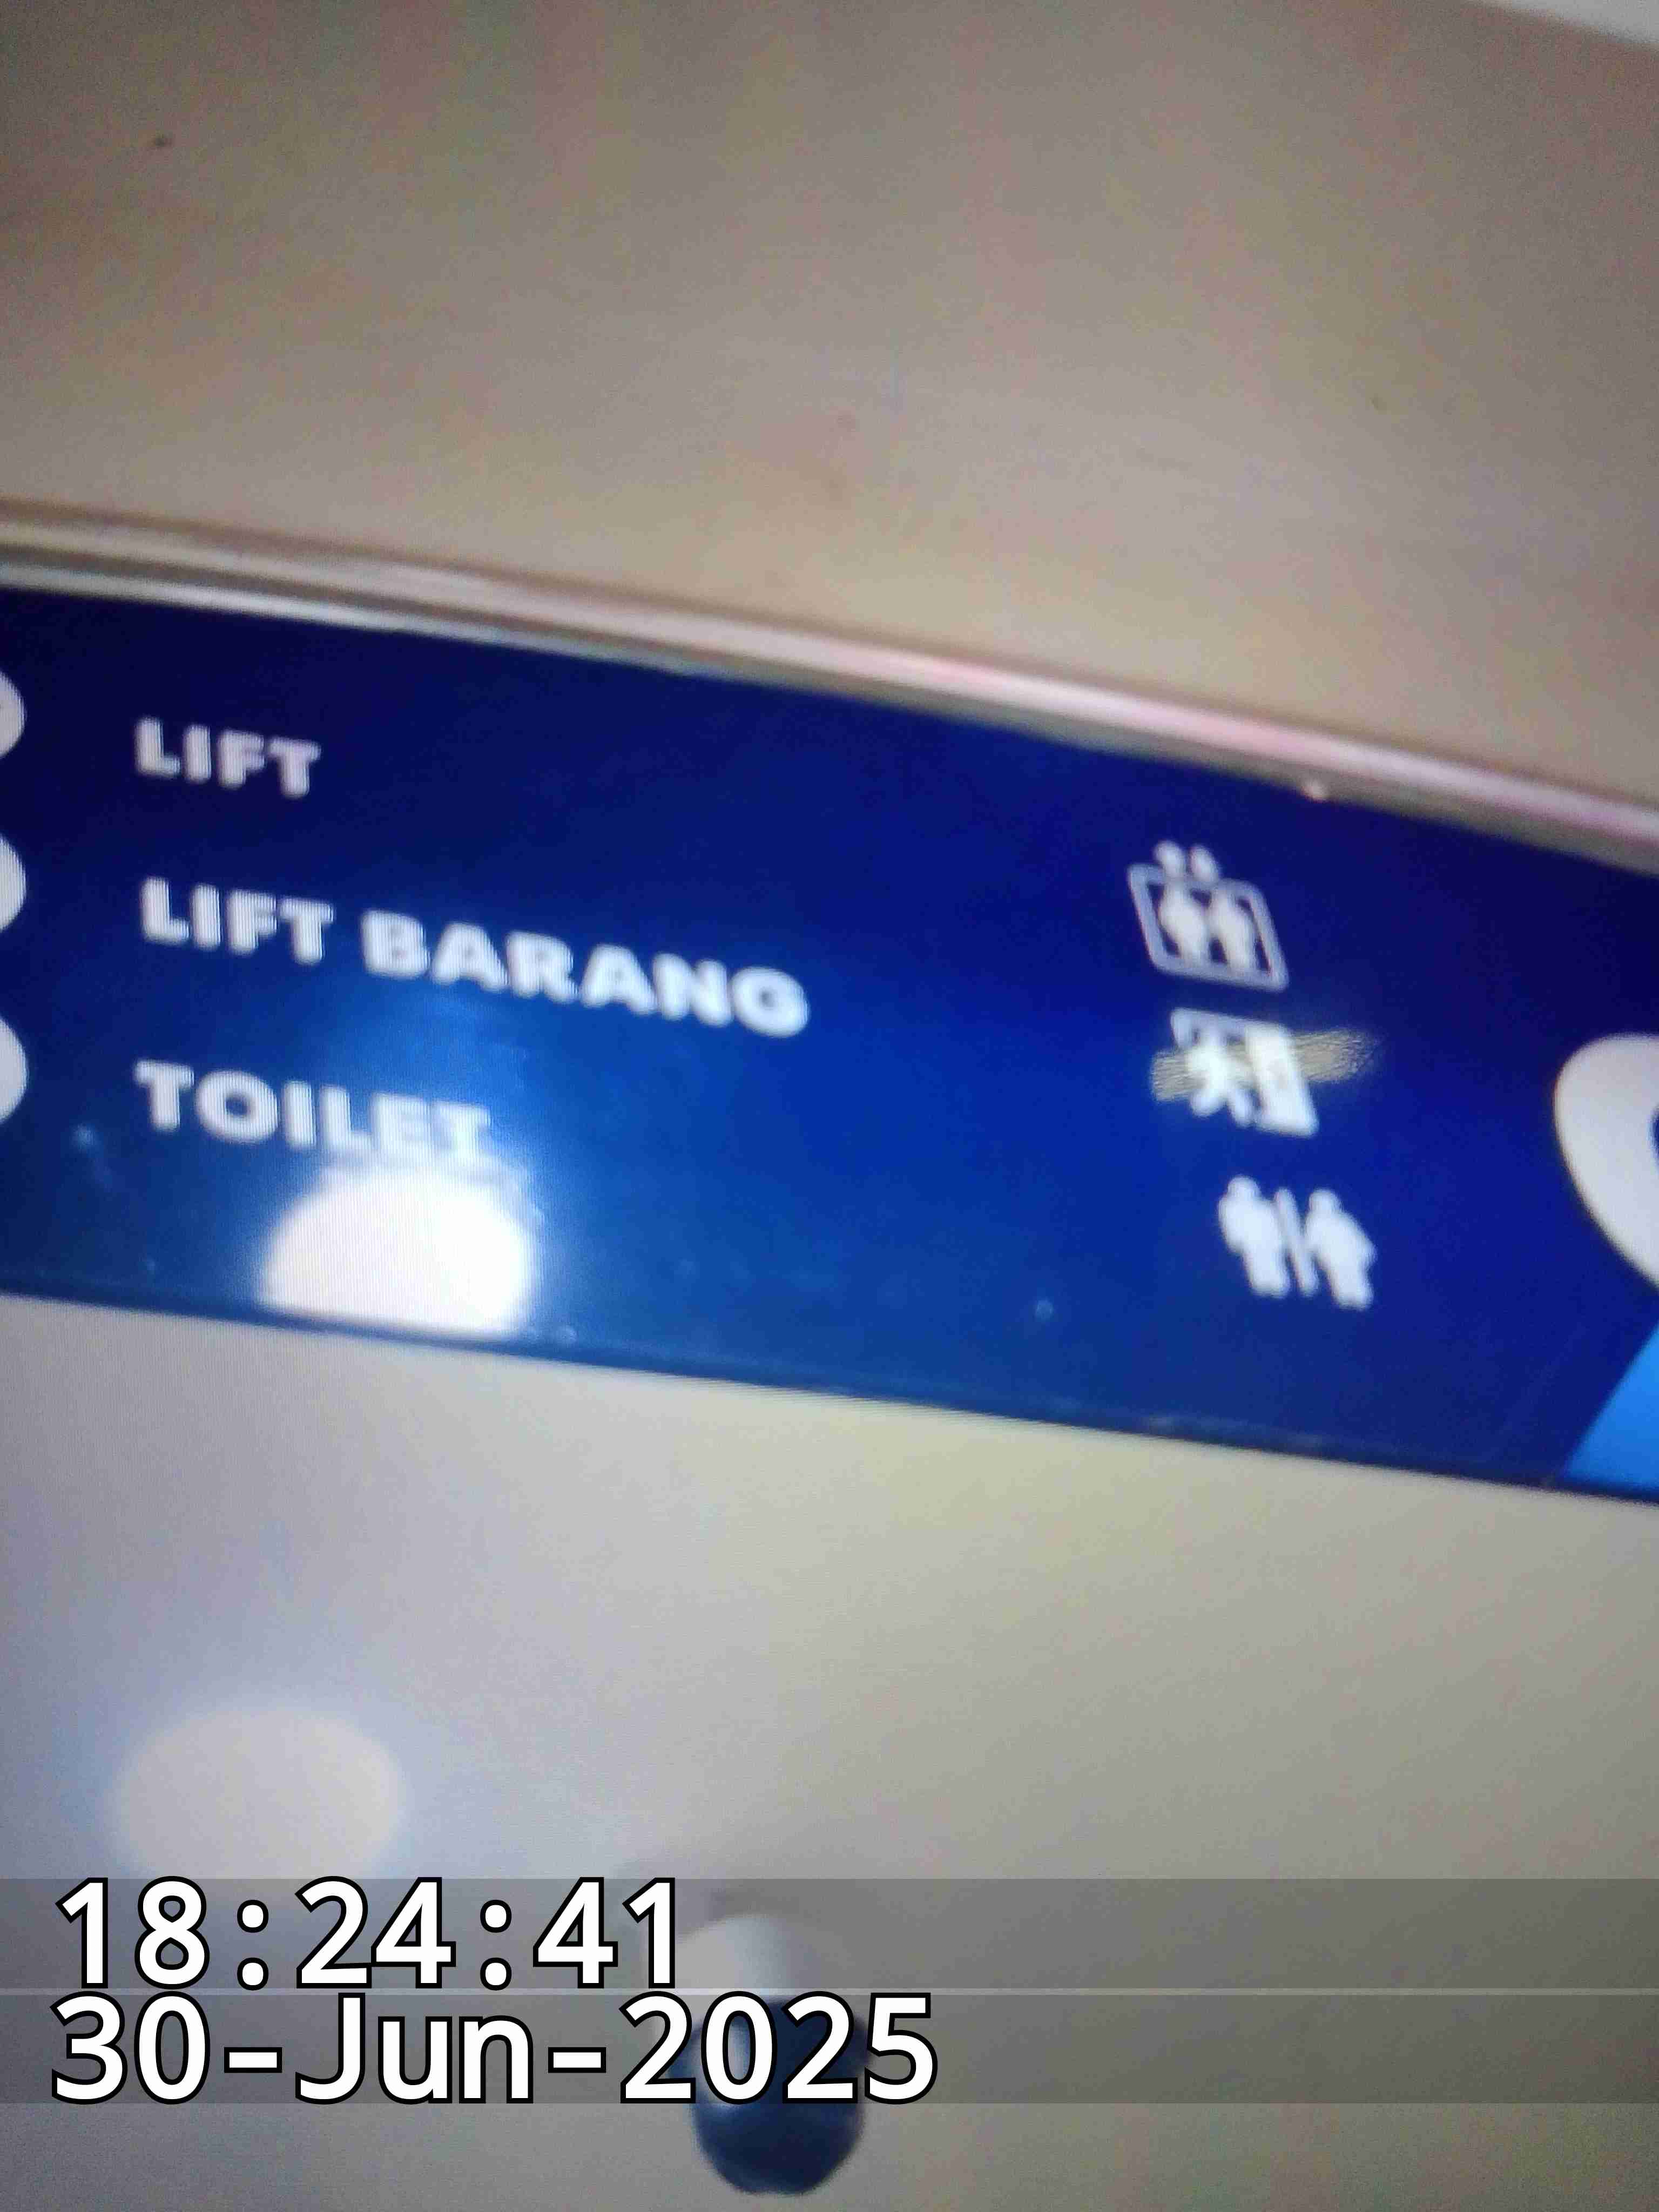 LIFT
LIFT BARANG
TOILET
18:24:41
30-Jun-2025